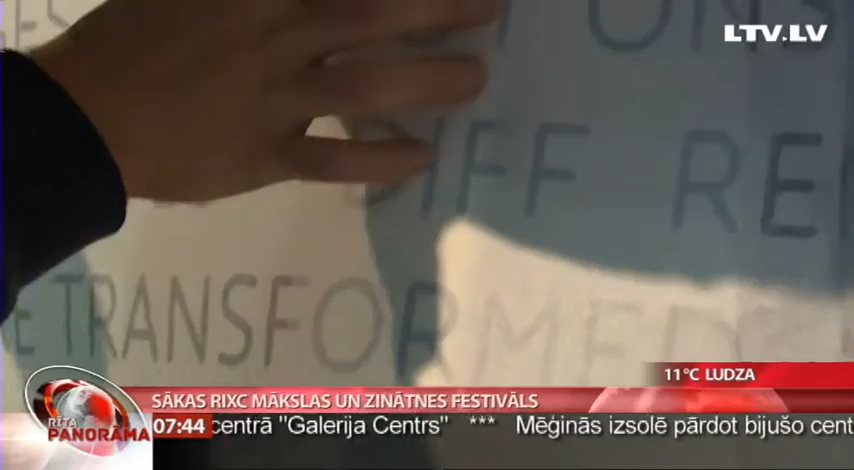 LTV.LV
DIFF RE
TRANSFORMED
11°C LUDZA
SĀKAS RIXC MĀKSLAS UN ZINĀTNES FESTIVĀLS
RĪTA
PANORĀMA
07:44 centrā "Galerija Centrs" *** Mēģinās izsolē pārdot bijušo cent